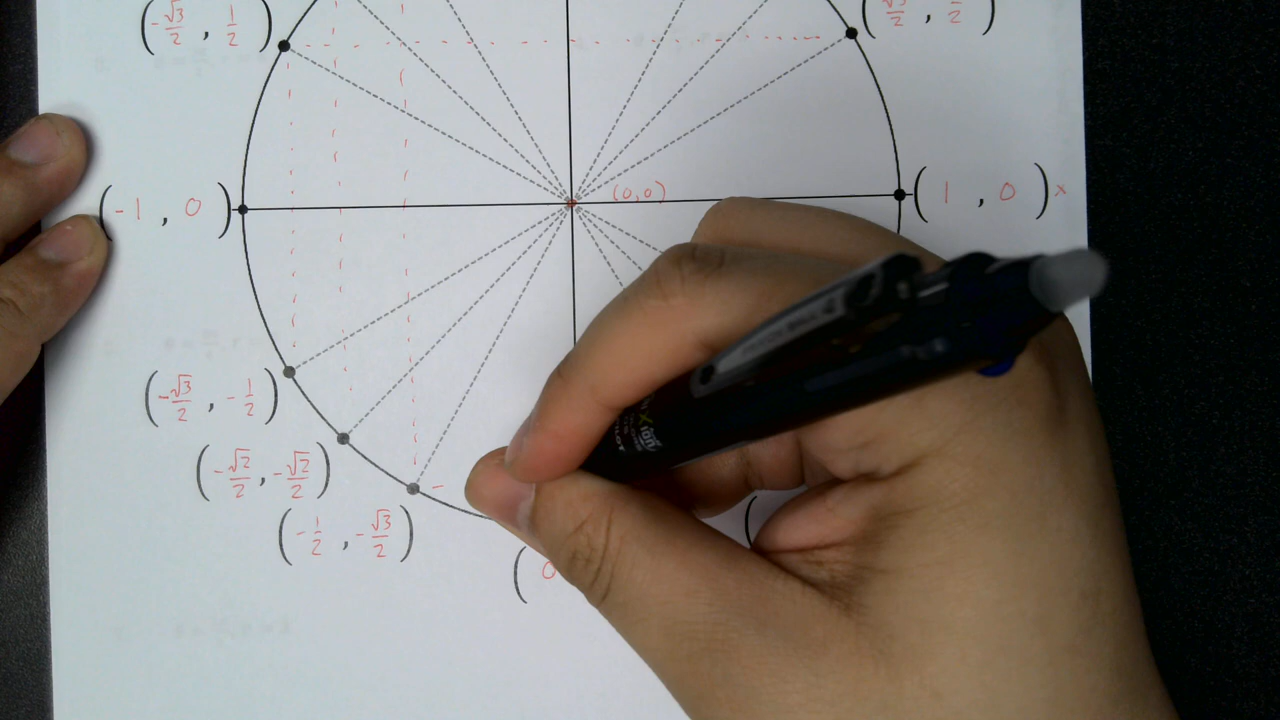 (-√3/2 , 1/2)
(√3/2 , 1/2)
(0,0)
(-1 , 0)
(1 , 0) x
(-√3/2 , -1/2)
(-√2/2 , -√2/2)
(-1/2 , -√3/2)
(
(0